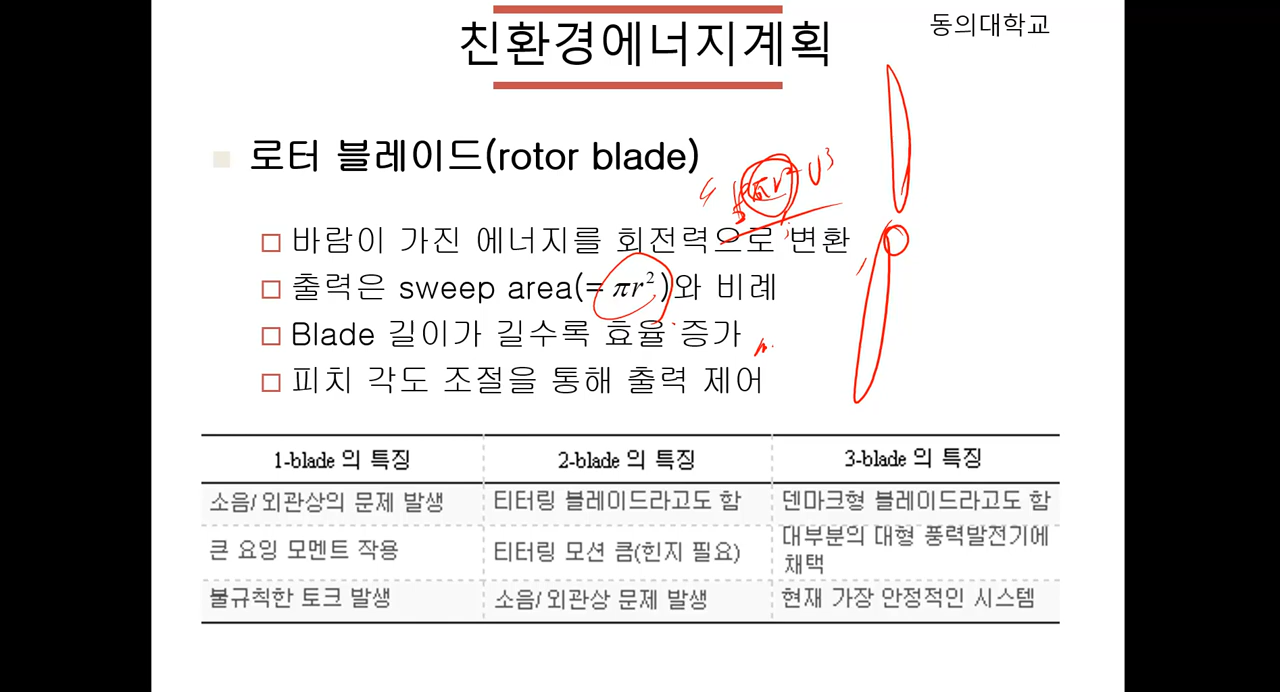 친환경에너지계획
동의대학교
로터 블레이드(rotor blade)
πr² U³
바람이 가진 에너지를 회전력으로 변환
출력은 sweep area(= πr²)와 비례
Blade 길이가 길수록 효율 증가
피치 각도 조절을 통해 출력 제어
1-blade 의 특징 2-blade 의 특징 3-blade 의 특징
소음/외관상의 문제 발생 티터링 블레이드라고도 함 덴마크형 블레이드라고도 함
큰 요잉 모멘트 작용 티터링 모션 큼(힌지 필요) 대부분의 대형 풍력발전기에
채택
불규칙한 토크 발생 소음/외관상 문제 발생 현재 가장 안정적인 시스템